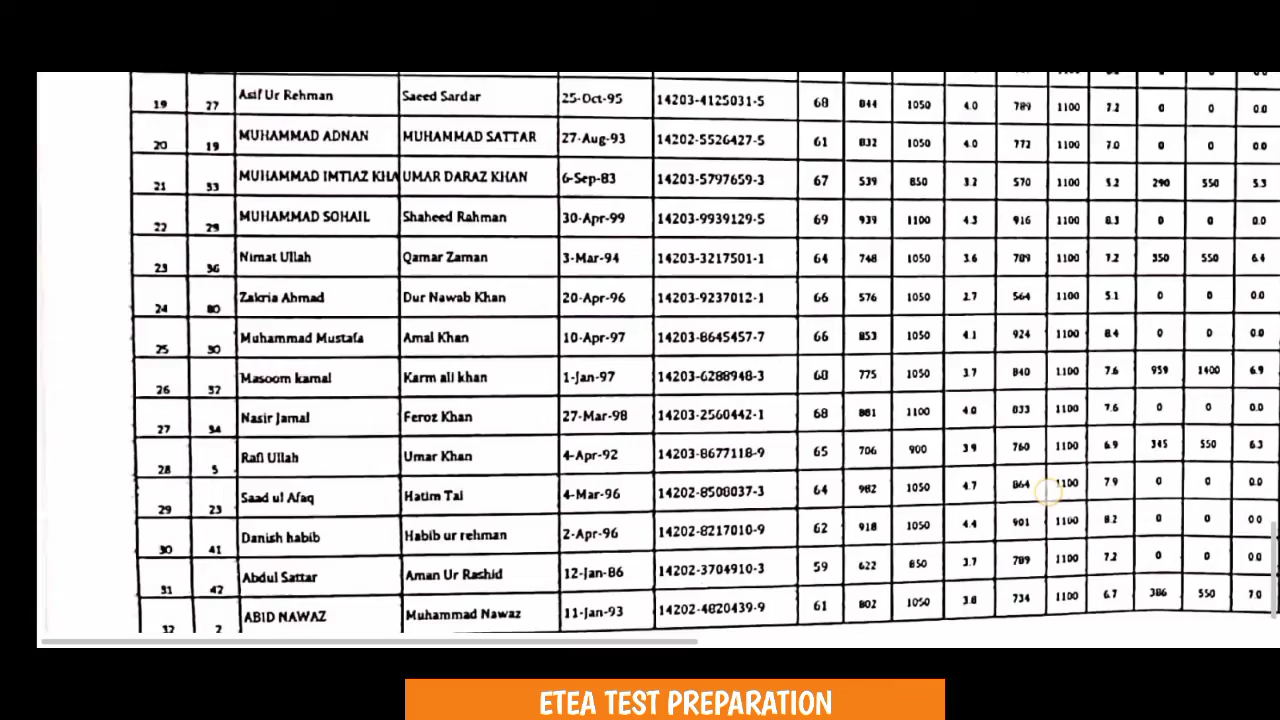 19 27 Asif Ur Rehman Saeed Sardar 25-Oct-95 14203-4125031-5 68 844 1050 4.0 789 1100 7.2 0 0 0.0
20 19 MUHAMMAD ADNAN MUHAMMAD SATTAR 27-Aug-93 14202-5526427-5 61 832 1050 4.0 772 1100 7.0 0 0 0.0
21 33 MUHAMMAD IMTIAZ KHA UMAR DARAZ KHAN 6-Sep-83 14203-5797659-3 67 539 850 3.2 570 1100 5.2 290 550 5.3
22 29 MUHAMMAD SOHAIL Shaheed Rahman 30-Apr-99 14203-9939129-5 69 939 1100 4.3 916 1100 8.3 0 0 0.0
23 36 Nimat Ullah Qamar Zaman 3-Mar-94 14203-3217501-1 64 748 1050 3.6 789 1100 7.2 350 550 6.4
24 80 Zakria Ahmad Dur Nawab Khan 20-Apr-96 14203-9237012-1 66 576 1050 2.7 564 1100 5.1 0 0 0.0
25 30 Muhammad Mustafa Amal Khan 10-Apr-97 14203-8645457-7 66 853 1050 4.1 924 1100 8.4 0 0 0.0
26 37 Masoom kamal Karm ali khan 1-Jan-97 14203-6288948-3 68 775 1050 3.7 840 1100 7.6 959 1400 6.9
27 34 Nasir Jamal Feroz Khan 27-Mar-98 14203-2560442-1 68 881 1100 4.0 833 1100 7.6 0 0 0.0
28 5 Rafi Ullah Umar Khan 4-Apr-92 14203-8677118-9 65 706 900 3.9 760 1100 6.9 345 550 6.3
29 23 Saad ul Afaq Hatim Tai 4-Mar-96 14202-8508037-3 64 982 1050 4.7 864 1100 7.9 0 0 0.0
30 41 Danish habib Habib ur rehman 2-Apr-96 14202-8217010-9 62 918 1050 4.4 901 1100 8.2 0 0 0.0
31 42 Abdul Sattar Aman Ur Rashid 12-Jan-86 14202-3704910-3 59 622 850 3.7 789 1100 7.2 0 0 0.0
32 2 ABID NAWAZ Muhammad Nawaz 11-Jan-93 14202-4820439-9 61 802 1050 3.8 734 1100 6.7 386 550 7.0
ETEA TEST PREPARATION